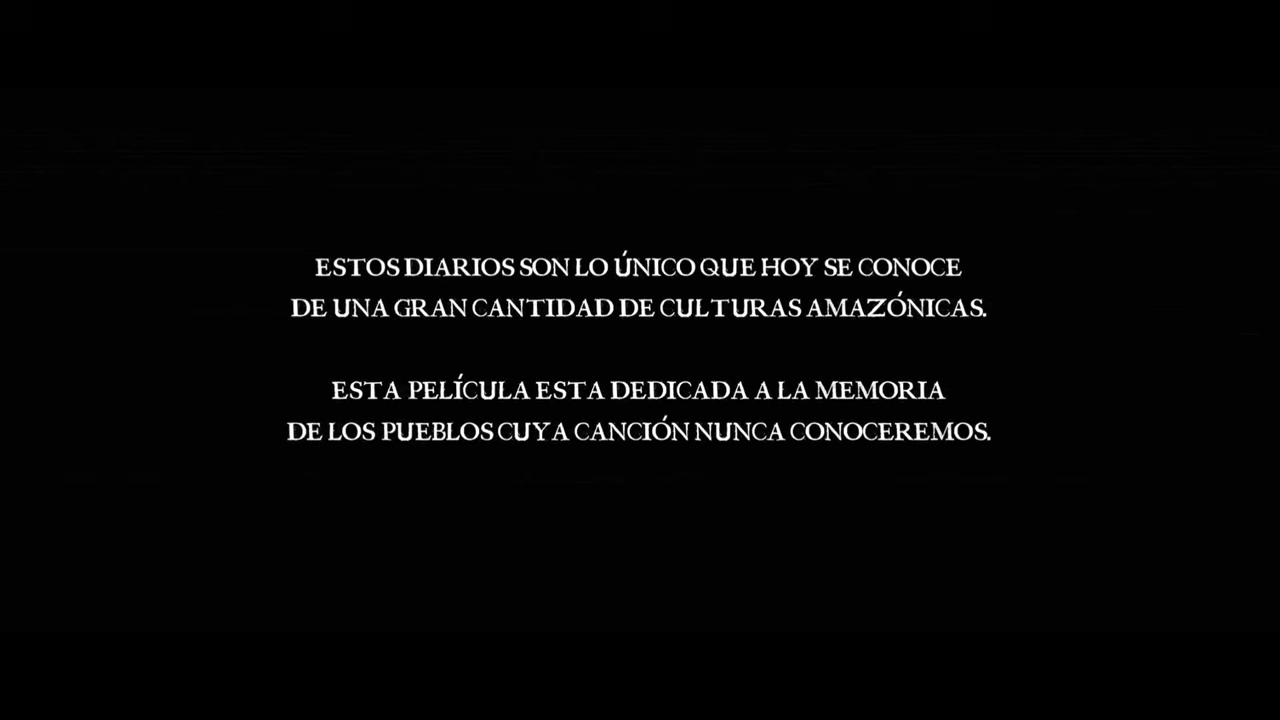 ESTOS DIARIOS SON LO ÚNICO QUE HOY SE CONOCE
DE UNA GRAN CANTIDAD DE CULTURAS AMAZÓNICAS.
ESTA PELÍCULA ESTA DEDICADA A LA MEMORIA
DE LOS PUEBLOS CUYA CANCIÓN NUNCA CONOCEREMOS.